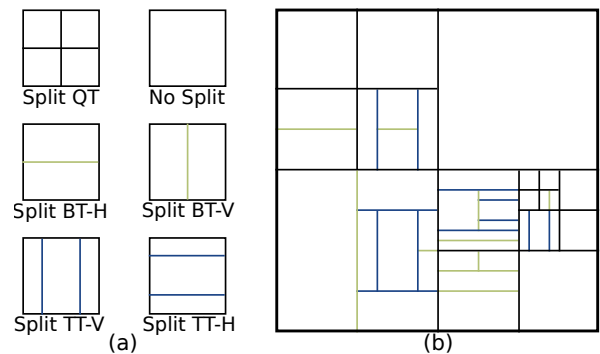 Split QT
No Split
Split BT-H
Split BT-V
Split TT-V
Split TT-H
(a)
(b)